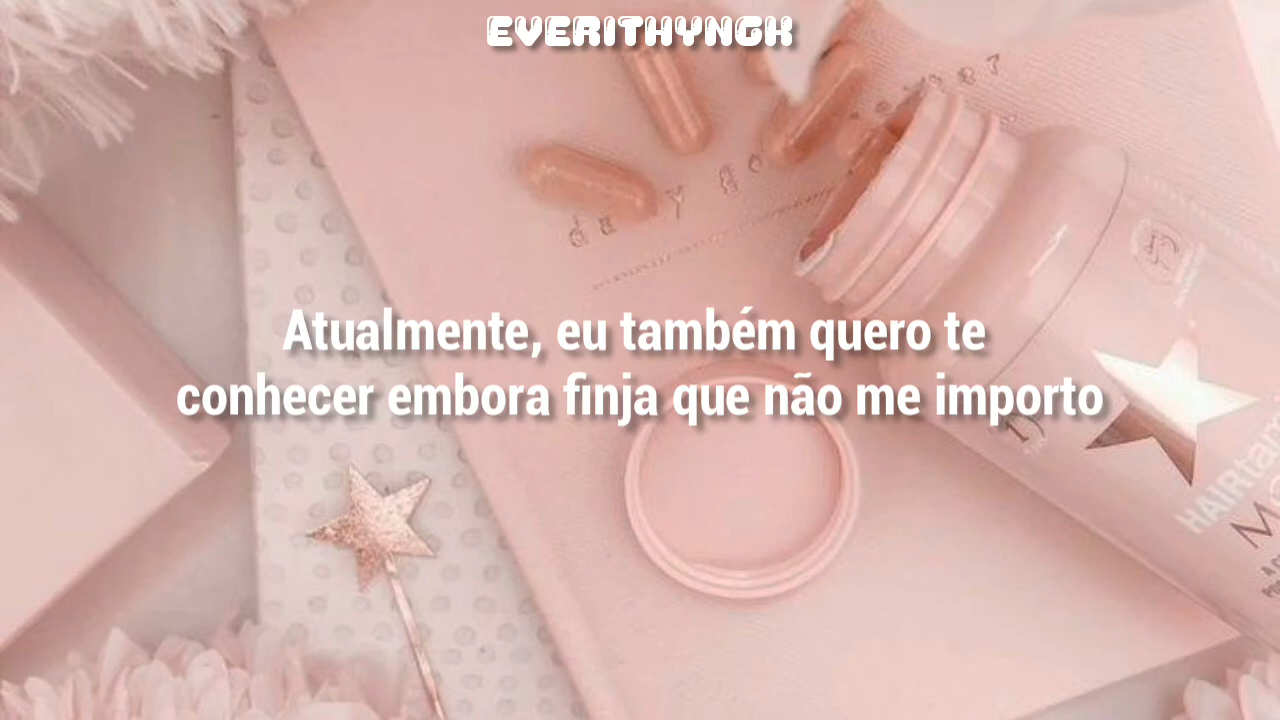 EVERITHYNGK
Atualmente, eu também quero te
conhecer embora finja que não me importo